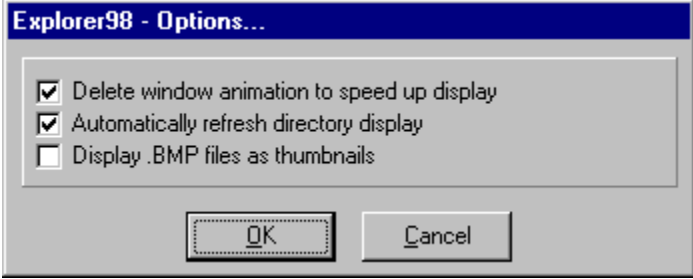 Explorer98 - Options...
Delete window animation to speed up display
Automatically refresh directory display
Display .BMP files as thumbnails
OK
Cancel